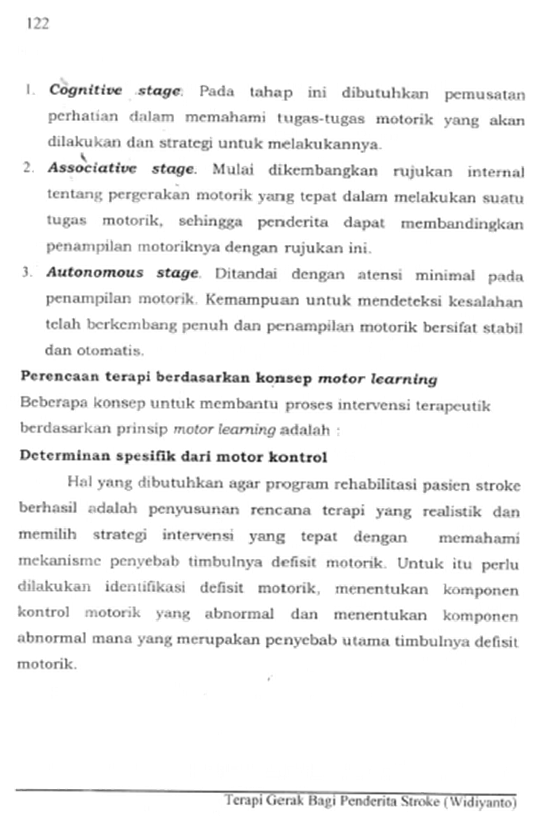 122
1. Cognitive stage. Pada tahap ini dibutuhkan pemusatan
perhatian dalam memahami tugas-tugas motorik yang akan
dilakukan dan strategi untuk melakukannya.
2. Associative stage. Mulai dikembangkan rujukan internal
tentang pergerakan motorik yang tepat dalam melakukan suatu
tugas motorik, sehingga penderita dapat membandingkan
penampilan motoriknya dengan rujukan ini.
3. Autonomous stage. Ditandai dengan atensi minimal pada
penampilan motorik. Kemampuan untuk mendeteksi kesalahan
telah berkembang penuh dan penampilan motorik bersifat stabil
dan otomatis.
Perencaan terapi berdasarkan konsep motor learning
Beberapa konsep untuk membantu proses intervensi terapeutik
berdasarkan prinsip motor learning adalah :
Determinan spesifik dari motor kontrol
Hal yang dibutuhkan agar program rehabilitasi pasien stroke
berhasil adalah penyusunan rencana terapi yang realistik dan
memilih strategi intervensi yang tepat dengan memahami
mekanisme penyebab timbulnya defisit motorik. Untuk itu perlu
dilakukan identifikasi defisit motorik, menentukan komponen
kontrol motorik yang abnormal dan menentukan komponen
abnormal mana yang merupakan penyebab utama timbulnya defisit
motorik.
Terapi Gerak Bagi Penderita Stroke (Widiyanto)